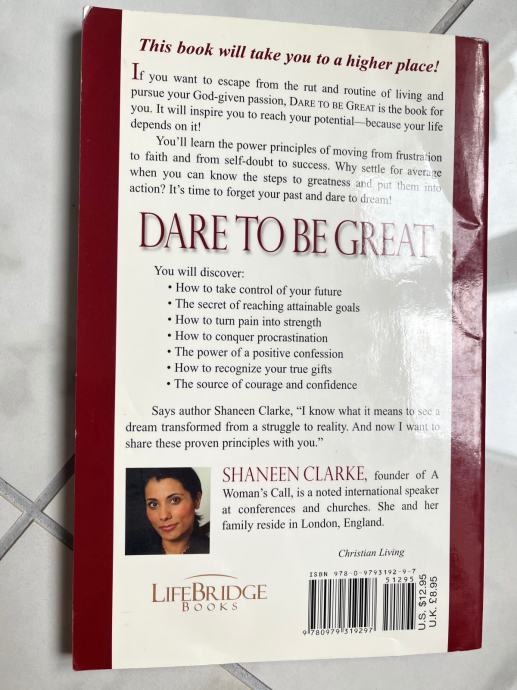 This book will take you to a higher place!
If you want to escape from the rut and routine of living and
pursue your God-given passion, DARE TO BE GREAT is the book for
you. It will inspire you to reach your potential—because your life
depends on it!
You'll learn the power principles of moving from frustration
to faith and from self-doubt to success. Why settle for average
when you can know the steps to greatness and put them into
action? It's time to forget your past and dare to dream!
DARE TO BE GREAT
You will discover:
• How to take control of your future
• The secret of reaching attainable goals
• How to turn pain into strength
• How to conquer procrastination
• The power of a positive confession
• How to recognize your true gifts
• The source of courage and confidence
Says author Shaneen Clarke, “I know what it means to see a
dream transformed from a struggle to reality. And now I want to
share these proven principles with you.”
SHANEEN CLARKE, founder of A
Woman's Call, is a noted international speaker
at conferences and churches. She and her
family reside in London, England.
Christian Living
LIFEBRIDGE
BOOKS
ISBN 978-0-9793192-9-7
51295
9 780979 319297
U.S. $12.95
U.K. £8.95